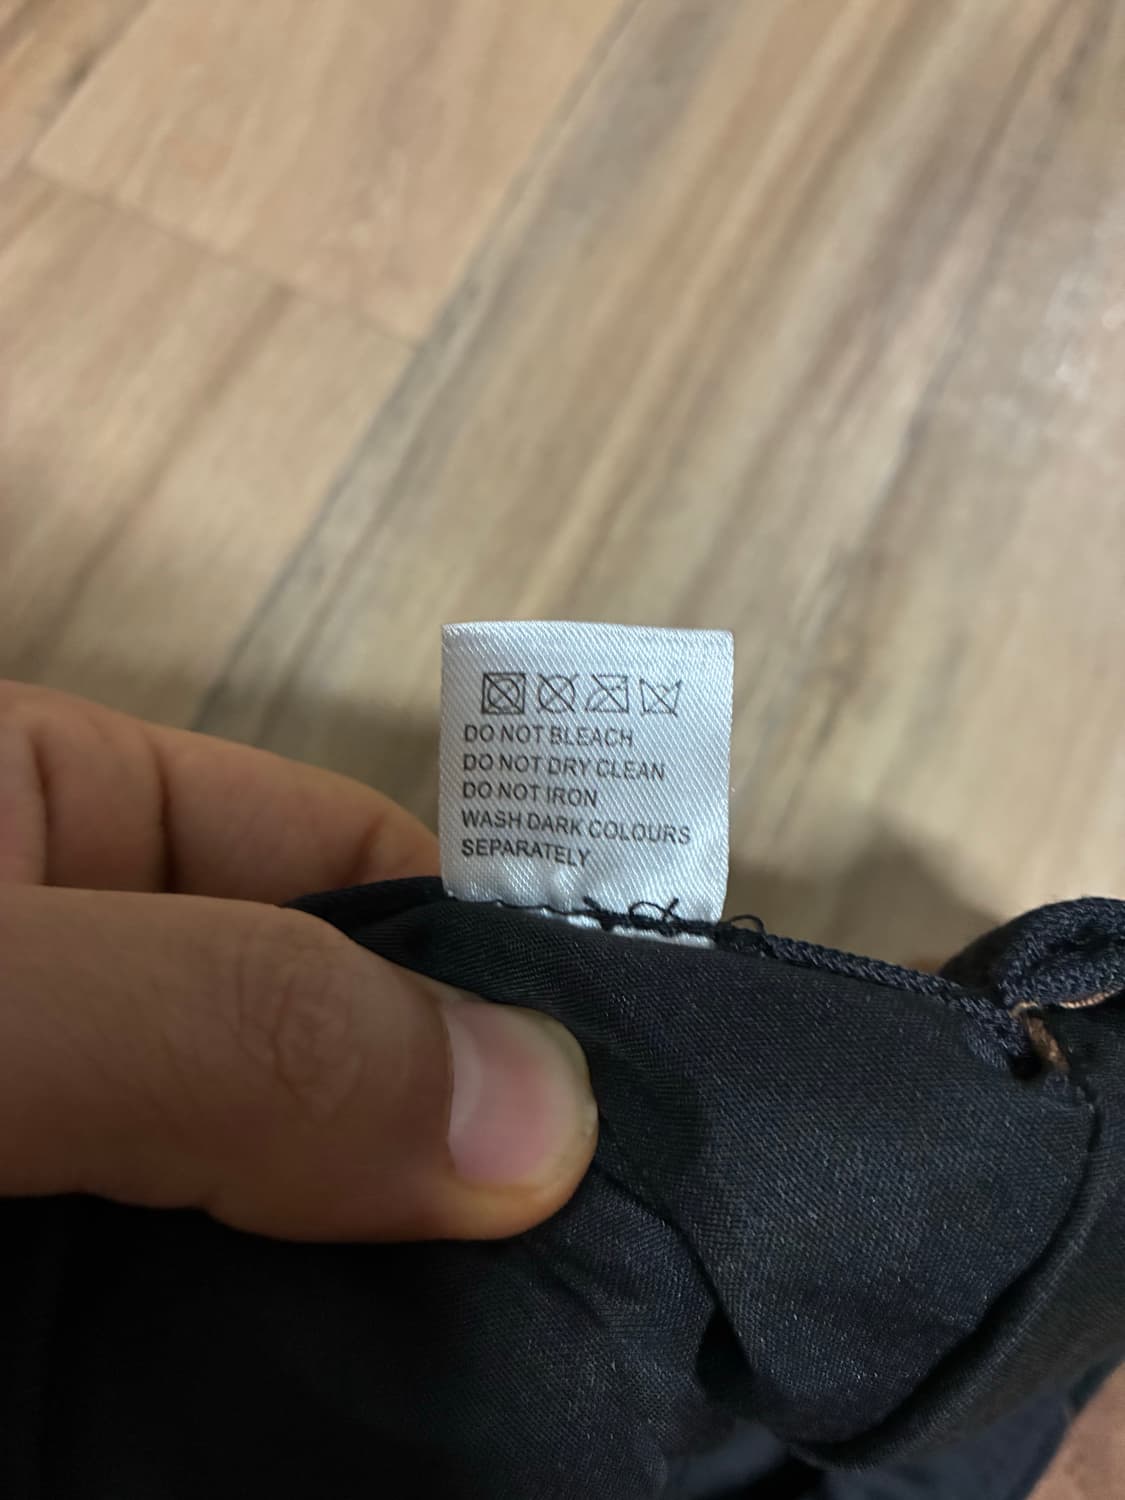 DO NOT BLEACH
DO NOT DRY CLEAN
DO NOT IRON
WASH DARK COLOURS
SEPARATELY